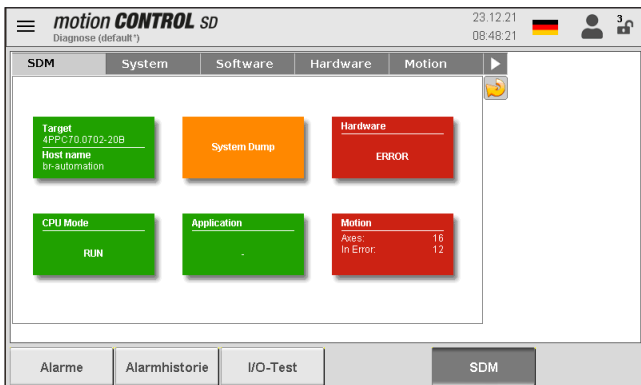 motion CONTROL SD
Diagnose (default*)
23.12.21
08:48:21
3
SDM System Software Hardware Motion
Target
4PPC70.0702-20B
Host name
br-automation
System Dump
Hardware
ERROR
CPU Mode
RUN
Application
-
Motion
Axes: 16
In Error: 12
Alarme Alarmhistorie I/O-Test SDM